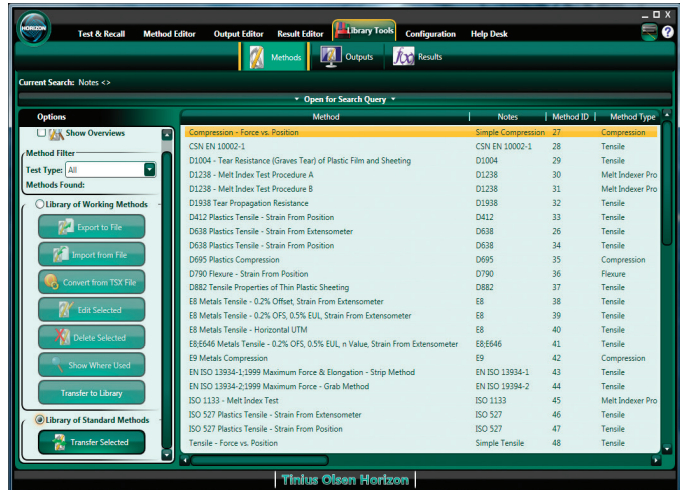 HORIZON
Test & Recall Method Editor Output Editor Result Editor Library Tools Configuration Help Desk
Methods Outputs Results
Current Search: Notes <>
Open for Search Query
Options
Show Overviews
Method Filter
Test Type: All
Methods Found:
Library of Working Methods
Export to File
Import from File
Convert from TSX File
Edit Selected
Delete Selected
Show Where Used
Transfer to Library
Library of Standard Methods
Transfer Selected
Method Notes Method ID Method Type
Compression - Force vs. Position Simple Compression 27 Compression
CSN EN 10002-1 CSN EN 10002-1 28 Tensile
D1004 - Tear Resistance (Graves Tear) of Plastic Film and Sheeting D1004 29 Tensile
D1238 - Melt Index Test Procedure A D1238 30 Melt Indexer Pro
D1238 - Melt Index Test Procedure B D1238 31 Melt Indexer Pro
D1938 Tear Propagation Resistance D1938 32 Tensile
D412 Plastics Tensile - Strain From Position D412 33 Tensile
D638 Plastics Tensile - Strain From Extensometer D638 26 Tensile
D638 Plastics Tensile - Strain From Position D638 34 Tensile
D695 Plastics Compression D695 35 Compression
D790 Flexure - Strain From Position D790 36 Flexure
D882 Tensile Properties of Thin Plastic Sheeting D882 37 Tensile
E8 Metals Tensile - 0.2% Offset, Strain From Extensometer E8 38 Tensile
E8 Metals Tensile - 0.2% OFS, 0.5% EUL, Strain From Extensometer E8 39 Tensile
E8 Metals Tensile - Horizontal UTM E8 40 Tensile
E8;E646 Metals Tensile - 0.2% OFS, 0.5% EUL, n Value, Strain From Extensometer E8;E646 41 Tensile
E9 Metals Compression E9 42 Compression
EN ISO 13934-1;1999 Maximum Force & Elongation - Strip Method EN ISO 13934-1 43 Tensile
EN ISO 13934-2;1999 Maximum Force - Grab Method EN ISO 19394-2 44 Tensile
ISO 1133 - Melt Index Test ISO 1133 45 Melt Indexer Pro
ISO 527 Plastics Tensile - Strain From Extensometer ISO 527 46 Tensile
ISO 527 Plastics Tensile - Strain From Position ISO 527 47 Tensile
Tensile - Force vs. Position Simple Tensile 48 Tensile
Tinius Olsen Horizon